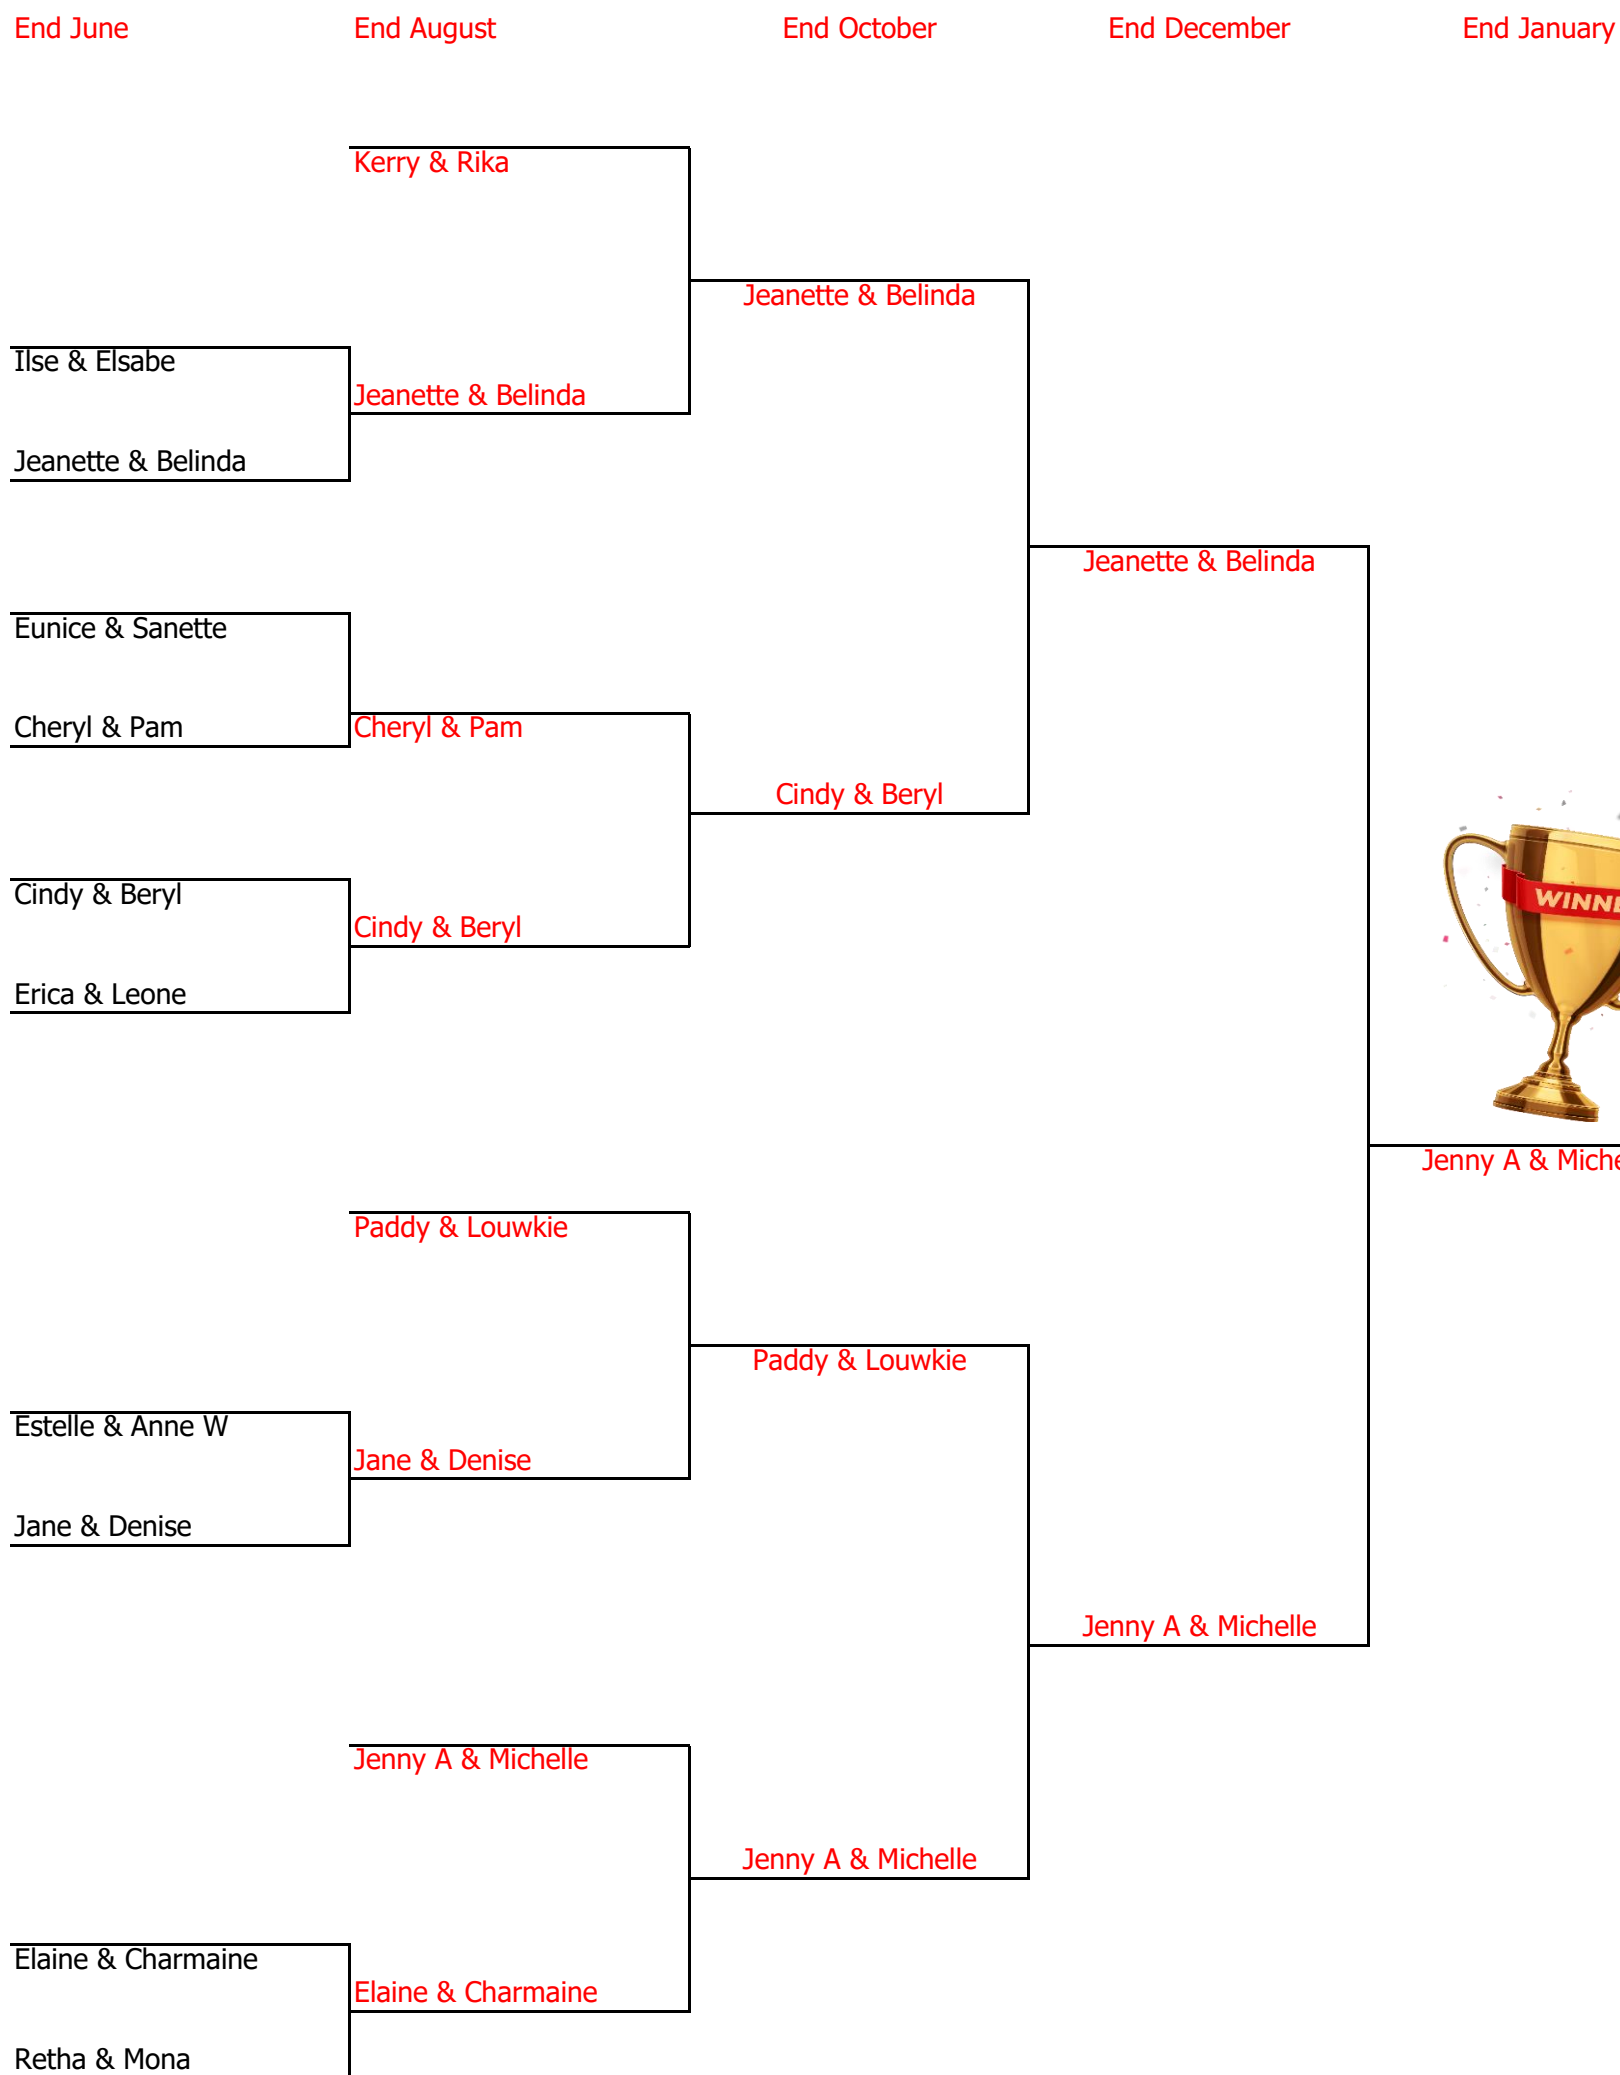 End June End August End October End December End January
Kerry & Rika
Jeanette & Belinda
Ilse & Elsabe
Jeanette & Belinda
Jeanette & Belinda
Jeanette & Belinda
Eunice & Sanette
Cheryl & Pam Cheryl & Pam
Cindy & Beryl
Cindy & Beryl
WINNE
Cindy & Beryl
Erica & Leone
Jenny A & Miche
Paddy & Louwkie
Paddy & Louwkie
Estelle & Anne W
Jane & Denise
Jane & Denise
Jenny A & Michelle
Jenny A & Michelle
Jenny A & Michelle
Elaine & Charmaine
Elaine & Charmaine
Retha & Mona